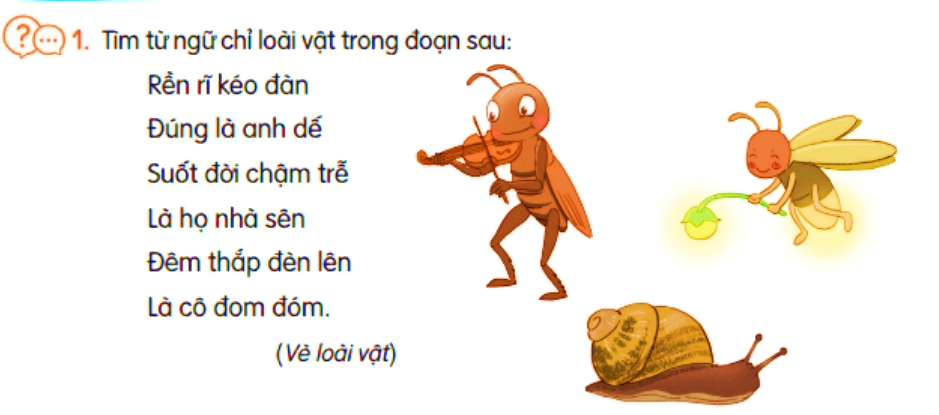 ?... 1. Tìm từ ngữ chỉ loài vật trong đoạn sau:
Rền rĩ kéo đàn
Đúng là anh dế
Suốt đời chậm trễ
Là họ nhà sên
Đêm thắp đèn lên
Là cô đom đóm.
(Vè loài vật)